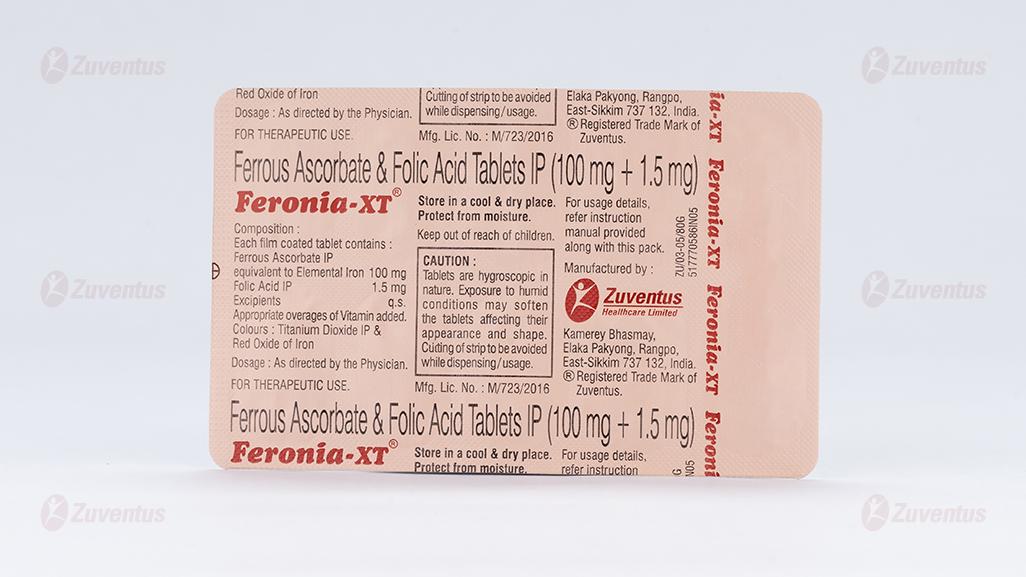 Zuventus
Zuventus
Red Oxide of Iron
Dosage : As directed by the Physician.
FOR THERAPEUTIC USE.
Cutting of strip to be avoided
while dispensing / usage.
Mfg. Lic. No. : M/723/2016
Elaka Pakyong, Rangpo,
East-Sikkim 737 132, India.
® Registered Trade Mark of
Zuventus.
Ferrous Ascorbate & Folic Acid Tablets IP (100 mg + 1.5 mg)
Feronia-XT®
Composition :
Each film coated tablet contains :
Ferrous Ascorbate IP
equivalent to Elemental Iron 100 mg
Folic Acid IP 1.5 mg
Excipients q.s.
Appropriate overages of Vitamin added.
Colours : Titanium Dioxide IP &
Red Oxide of Iron
Dosage : As directed by the Physician.
FOR THERAPEUTIC USE.
Store in a cool & dry place.
Protect from moisture.
Keep out of reach of children.
CAUTION :
Tablets are hygroscopic in
nature. Exposure to humid
conditions may soften
the tablets affecting their
appearance and shape.
Cutting of strip to be avoided
while dispensing / usage.
Mfg. Lic. No. : M/723/2016
For usage details,
refer instruction
manual provided
along with this pack.
Manufactured by :
Zuventus
Healthcare Limited
Kamerey Bhasmay,
Elaka Pakyong, Rangpo,
East-Sikkim 737 132, India.
® Registered Trade Mark of
Zuventus.
ZU/03-05/80G
517770586IN05
Ferrous Ascorbate & Folic Acid Tablets IP (100 mg + 1.5 mg)
Feronia-XT®
Store in a cool & dry place.
Protect from moisture.
For usage details,
refer instruction
G
IN05
nia-XT
Feronia-XT
Feronia-XT
Feroni
Zuventus
Zuventus
Zuventus
Zuventus